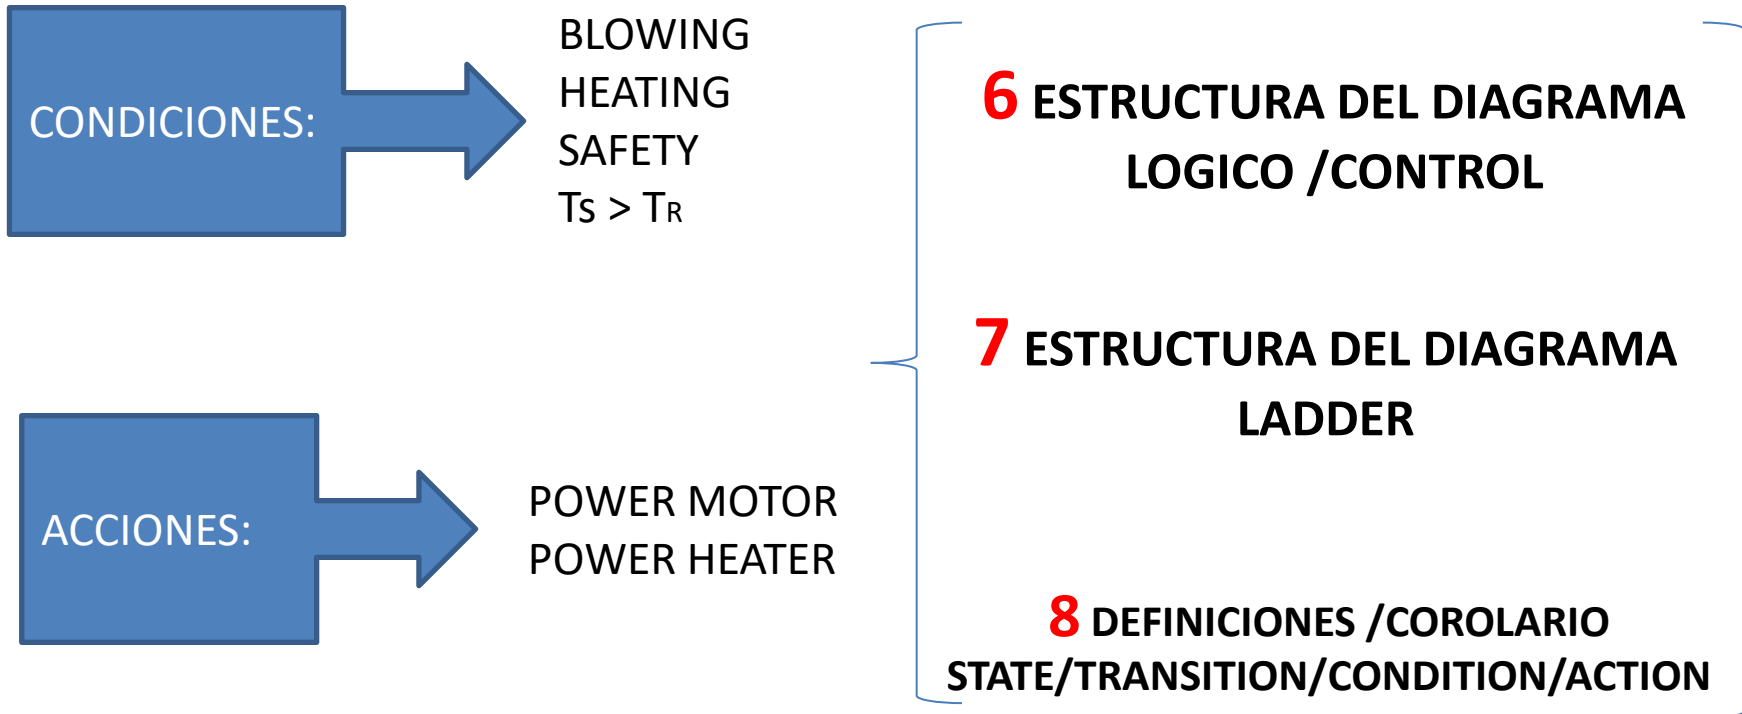 CONDICIONES:
BLOWING
HEATING
SAFETY
Ts > TR
ACCIONES:
POWER MOTOR
POWER HEATER
6 ESTRUCTURA DEL DIAGRAMA
LOGICO /CONTROL
7 ESTRUCTURA DEL DIAGRAMA
LADDER
8 DEFINICIONES /COROLARIO
STATE/TRANSITION/CONDITION/ACTION